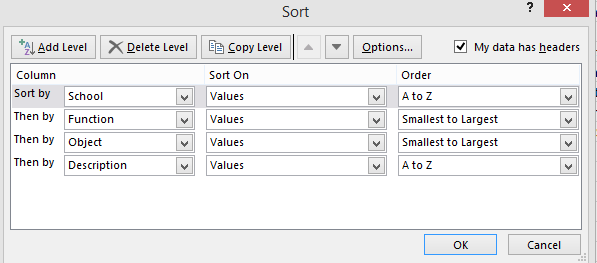 Sort
? ×
Add Level Delete Level Copy Level Options... My data has headers
Column Sort On Order
Sort by School Values A to Z
Then by Function Values Smallest to Largest
Then by Object Values Smallest to Largest
Then by Description Values A to Z
OK Cancel